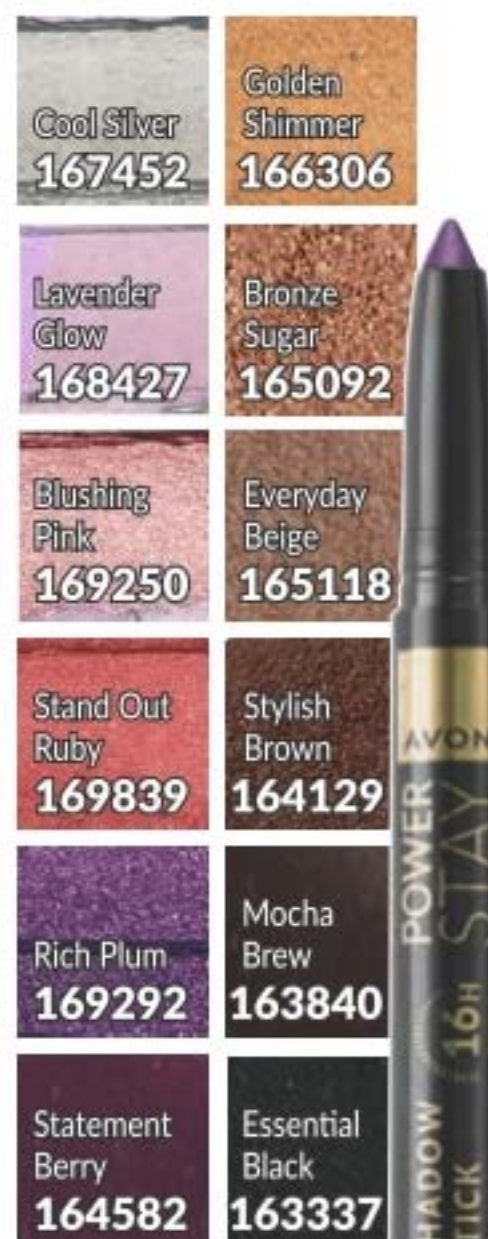 Cool Silver
167452
Golden
Shimmer
166306
Lavender
Glow
168427
Bronze
Sugar
165092
Blushing
Pink
169250
Everyday
Beige
165118
Stand Out
Ruby
169839
Stylish
Brown
164129
Rich Plum
169292
Mocha
Brew
163840
Statement
Berry
164582
Essential
Black
163337
AVON
POWER
STAY
16H